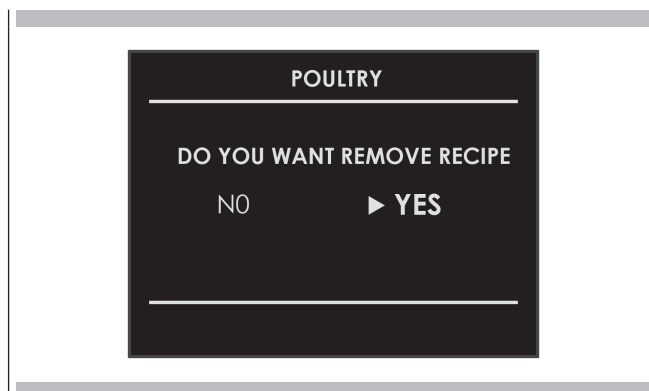 POULTRY
DO YOU WANT REMOVE RECIPE
N0 ▶ YES